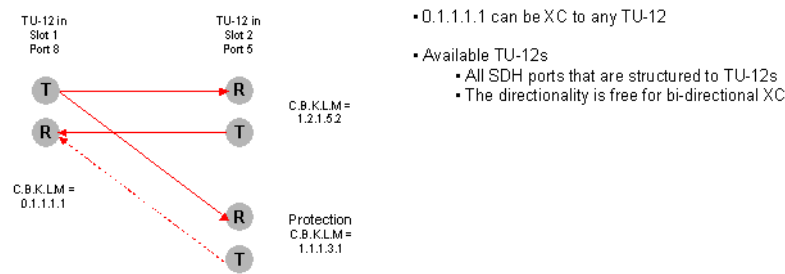 TU-12 in
Slot 1
Port 8
TU-12 in
Slot 2
Port 5
T
R
R
T
C.B.K.L.M =
1.2.1.5.2
C.B.K.L.M =
0.1.1.1.1
R
T
Protection
C.B.K.L.M =
1.1.1.3.1
▪ 0.1.1.1.1 can be XC to any TU-12
▪ Available TU-12s
▪ All SDH ports that are structured to TU-12s
▪ The directionality is free for bi-directional XC